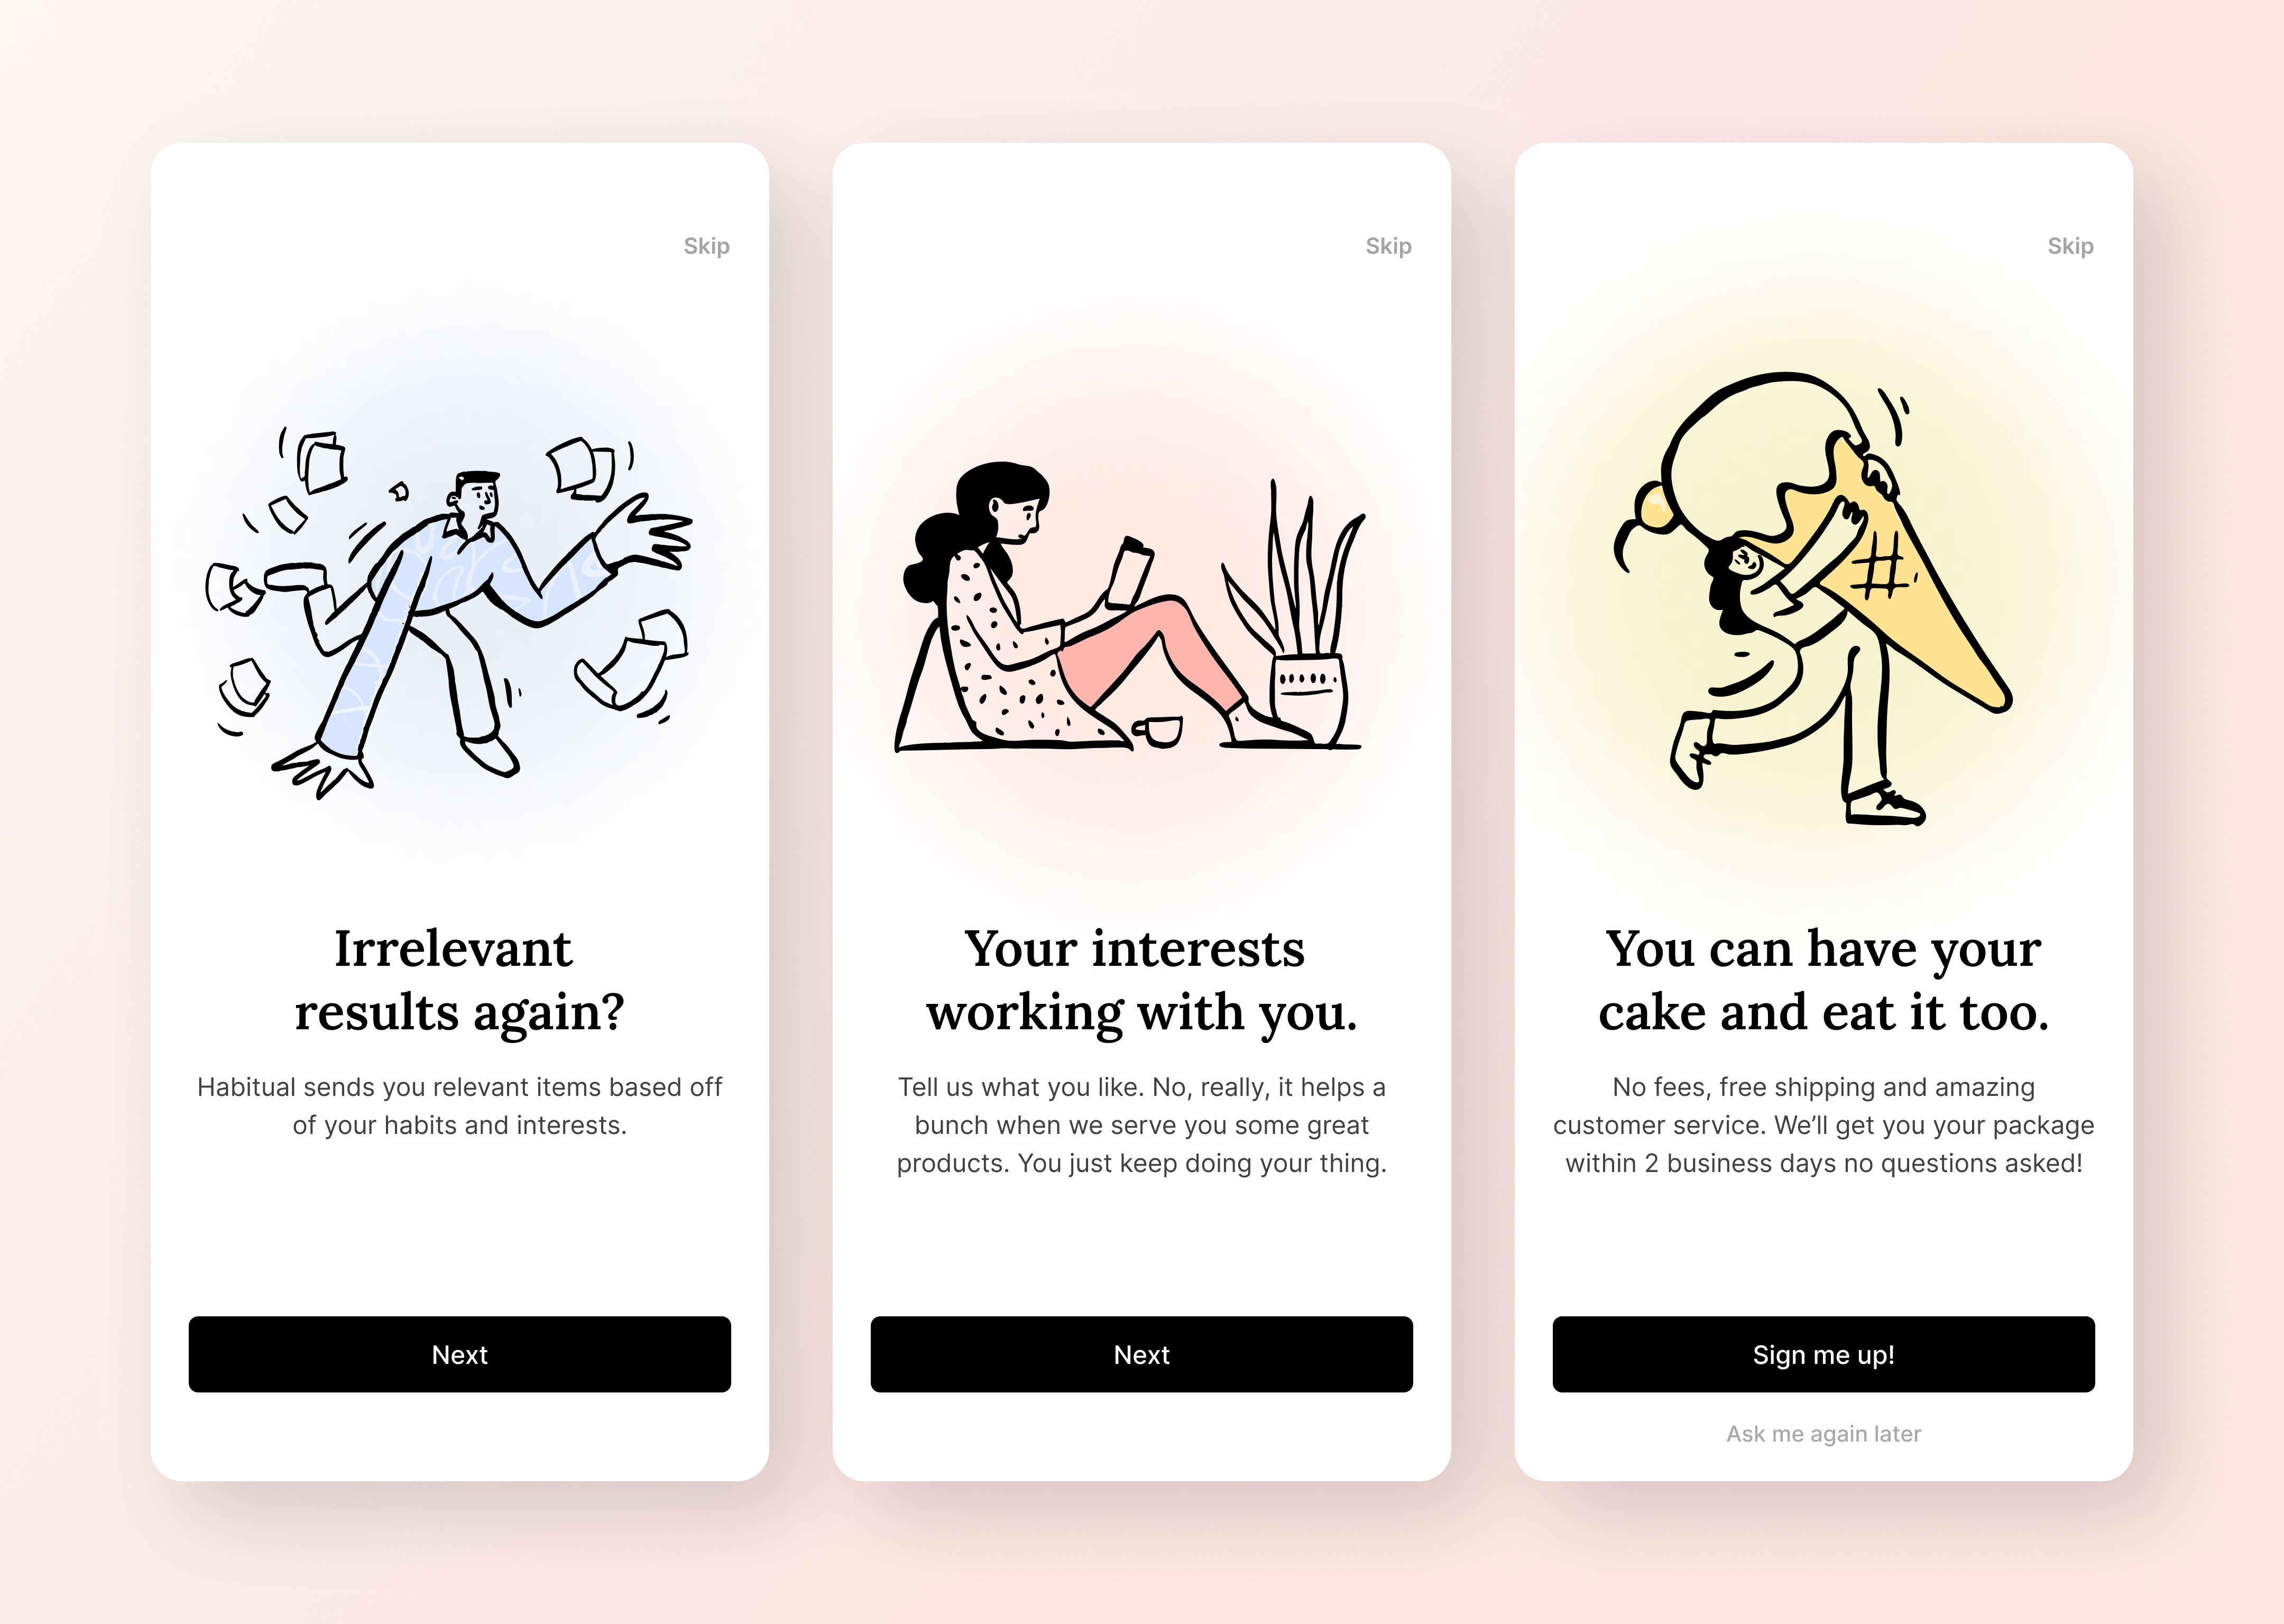 Skip
Irrelevant
results again?
Habitual sends you relevant items based off
of your habits and interests.
Next
Skip
Your interests
working with you.
Tell us what you like. No, really, it helps a
bunch when we serve you some great
products. You just keep doing your thing.
Next
Skip
You can have your
cake and eat it too.
No fees, free shipping and amazing
customer service. We’ll get you your package
within 2 business days no questions asked!
Sign me up!
Ask me again later